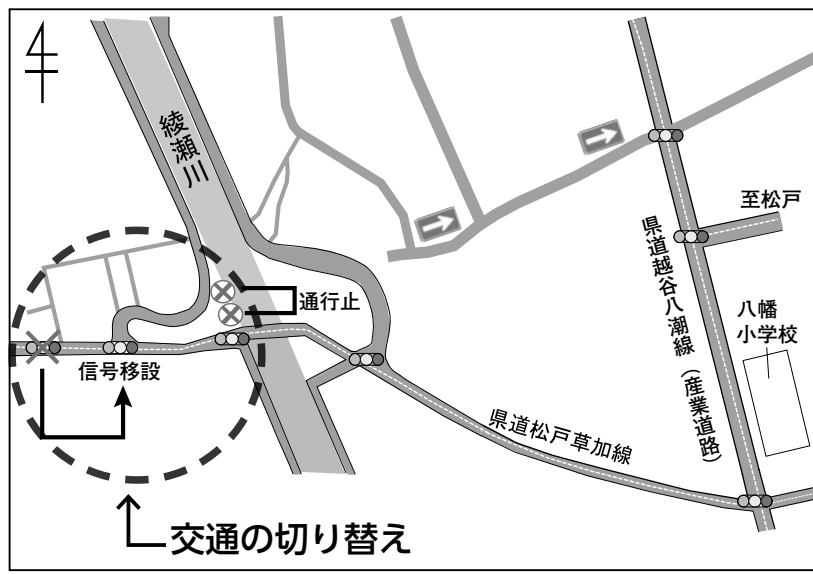 綾瀬川
至松戸
県道越谷八潮線（産業道路）
八幡
小学校
通行止
信号移設
県道松戸草加線
交通の切り替え